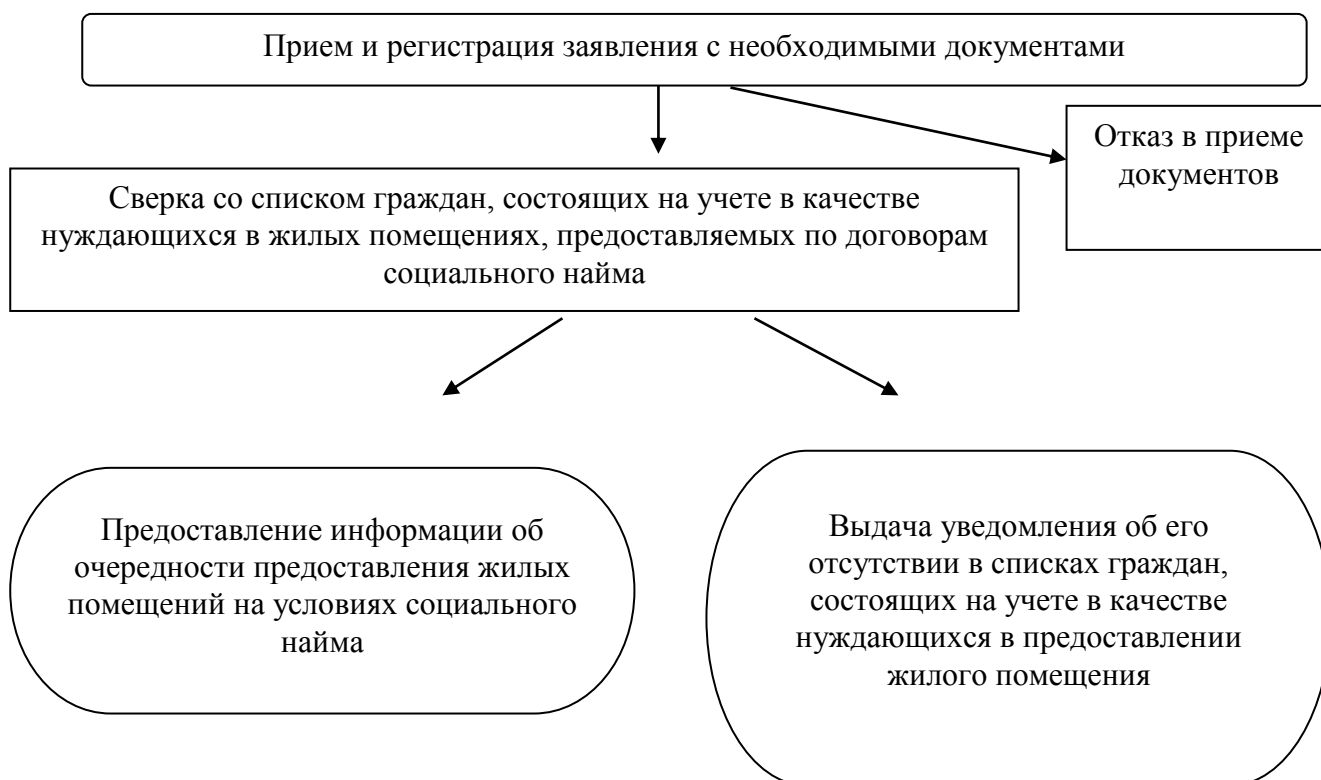 Прием и регистрация заявления с необходимыми документами
Отказ в приеме
документов
Сверка со списком граждан, состоящих на учете в качестве
нуждающихся в жилых помещениях, предоставляемых по договорам
социального найма
Предоставление информации об
очередности предоставления жилых
помещений на условиях социального
найма
Выдача уведомления об его
отсутствии в списках граждан,
состоящих на учете в качестве
нуждающихся в предоставлении
жилого помещения